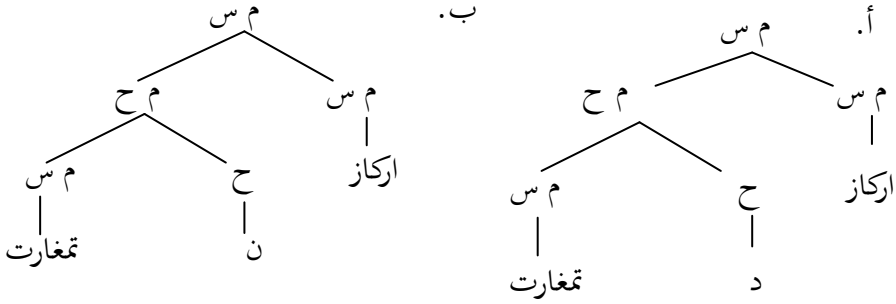 أ. م س ب. م س
م س م ح م س م ح
اركاز ح م س اركاز ح م س
د تمغارت ن تمغارت